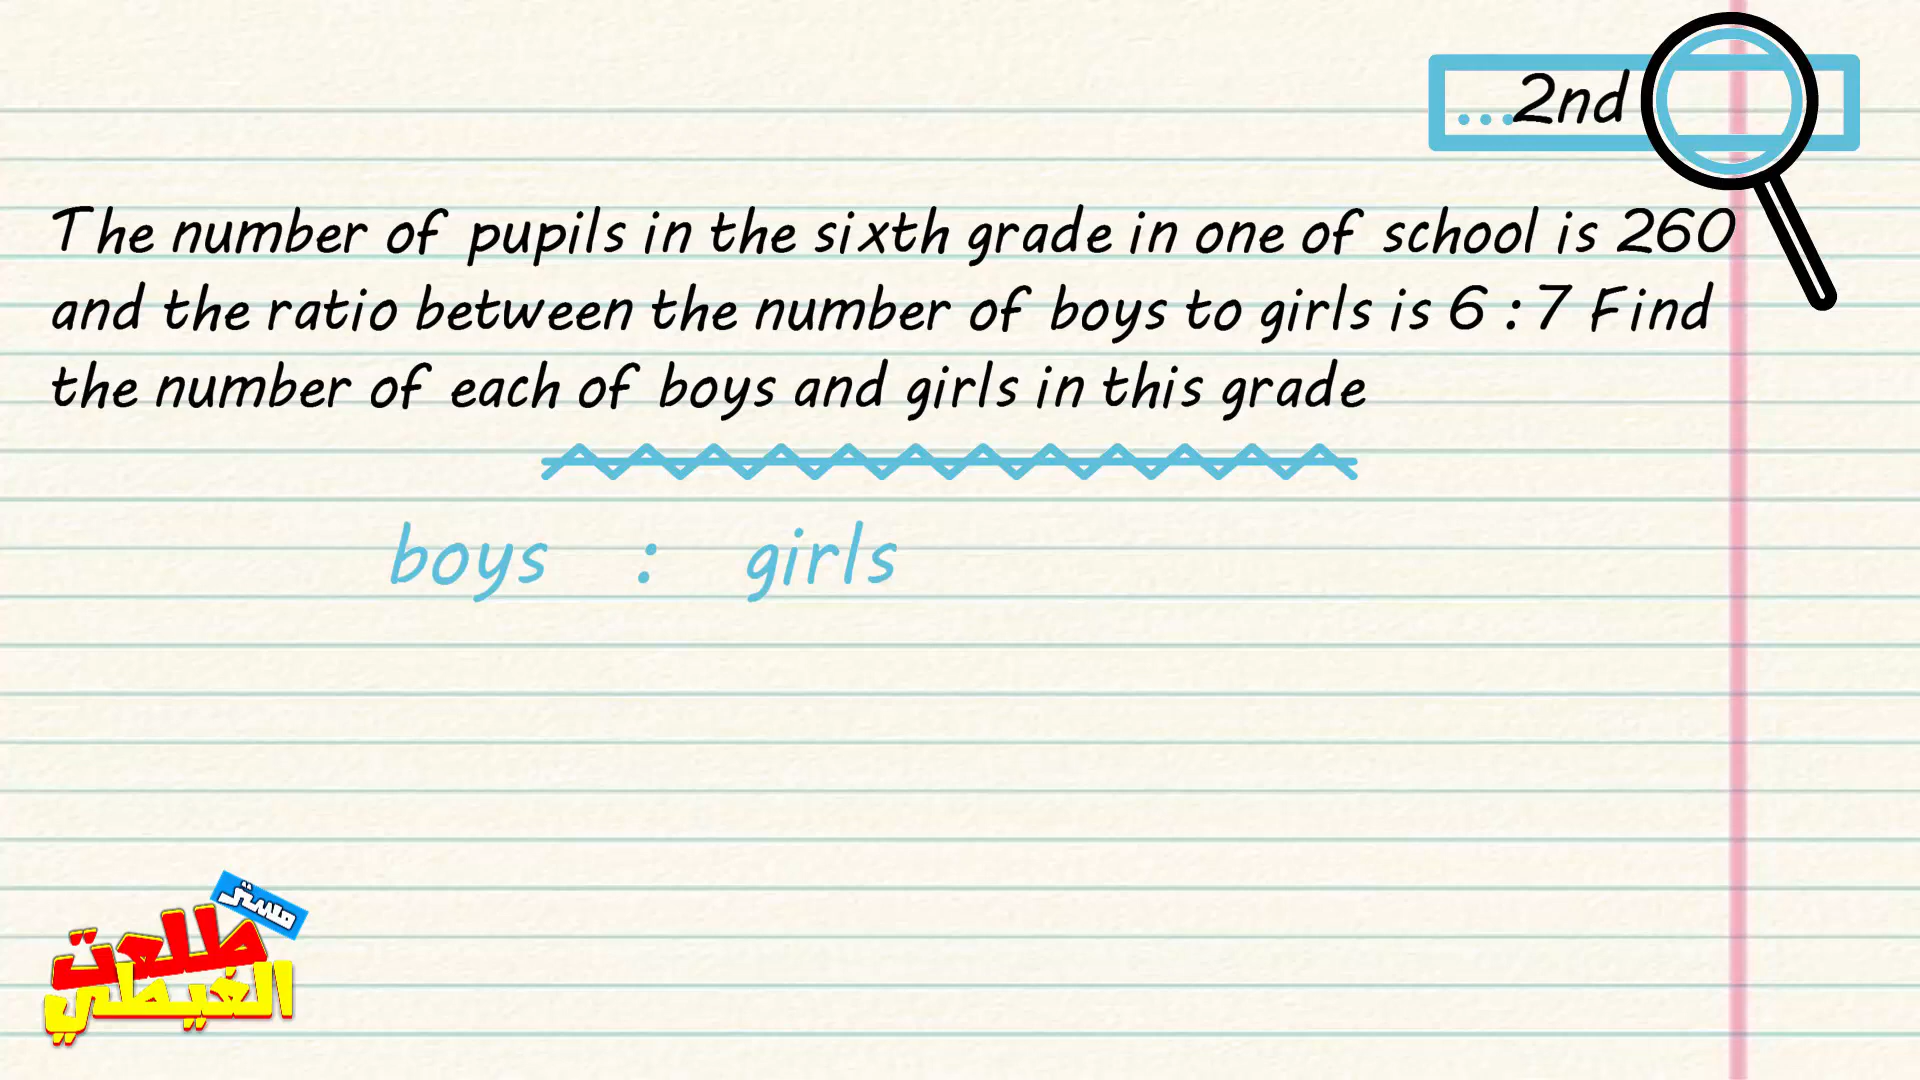 ...2nd
The number of pupils in the sixth grade in one of school is 260
and the ratio between the number of boys to girls is 6 : 7 Find
the number of each of boys and girls in this grade
boys : girls
مستر
طلعت
الغيطي